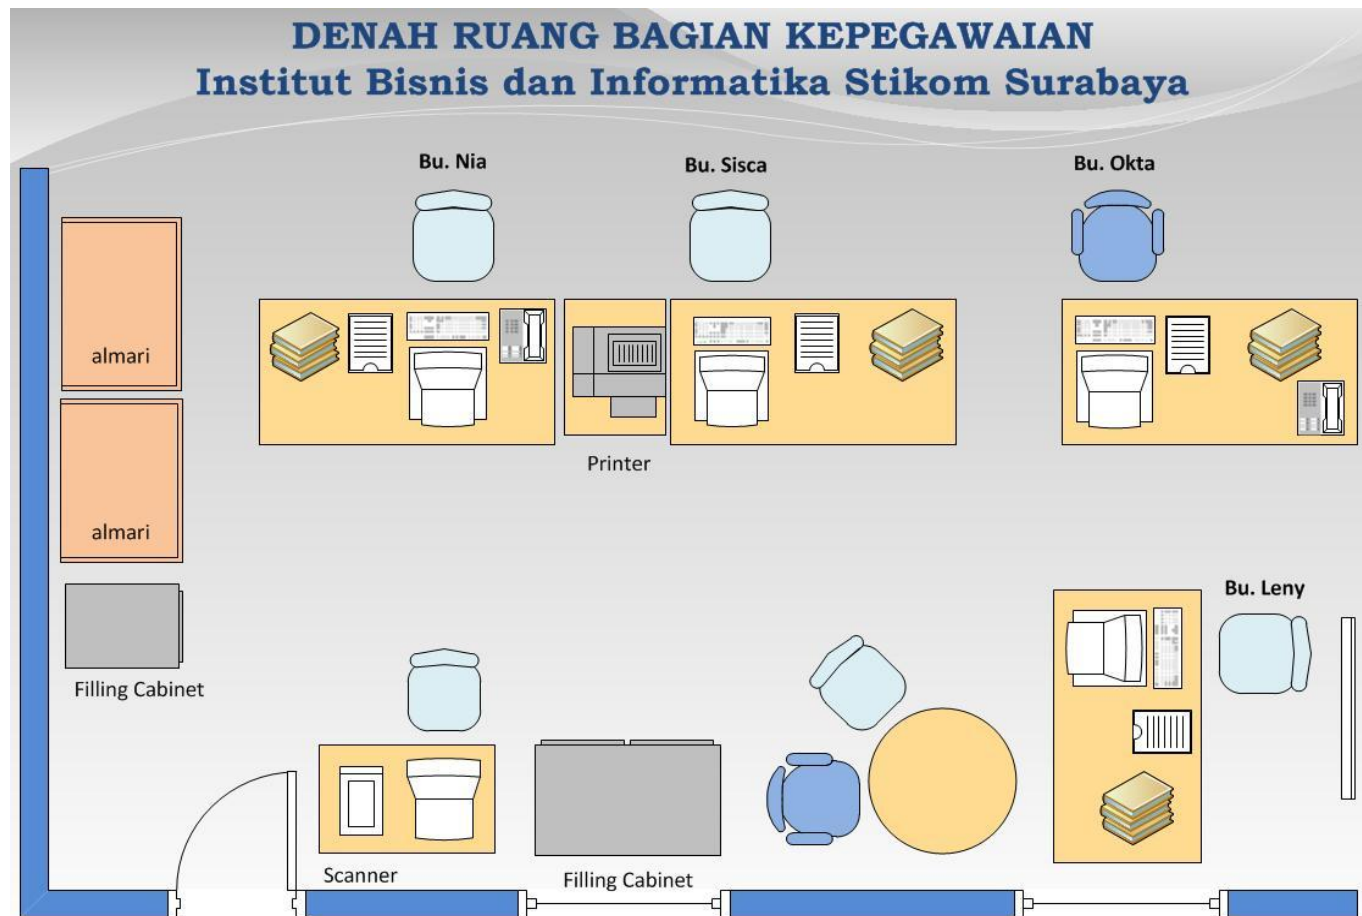 DENAH RUANG BAGIAN KEPEGAWAIAN
Institut Bisnis dan Informatika Stikom Surabaya
Bu. Nia
Bu. Sisca
Bu. Okta
almari
Printer
almari
Bu. Leny
Filling Cabinet
Scanner
Filling Cabinet